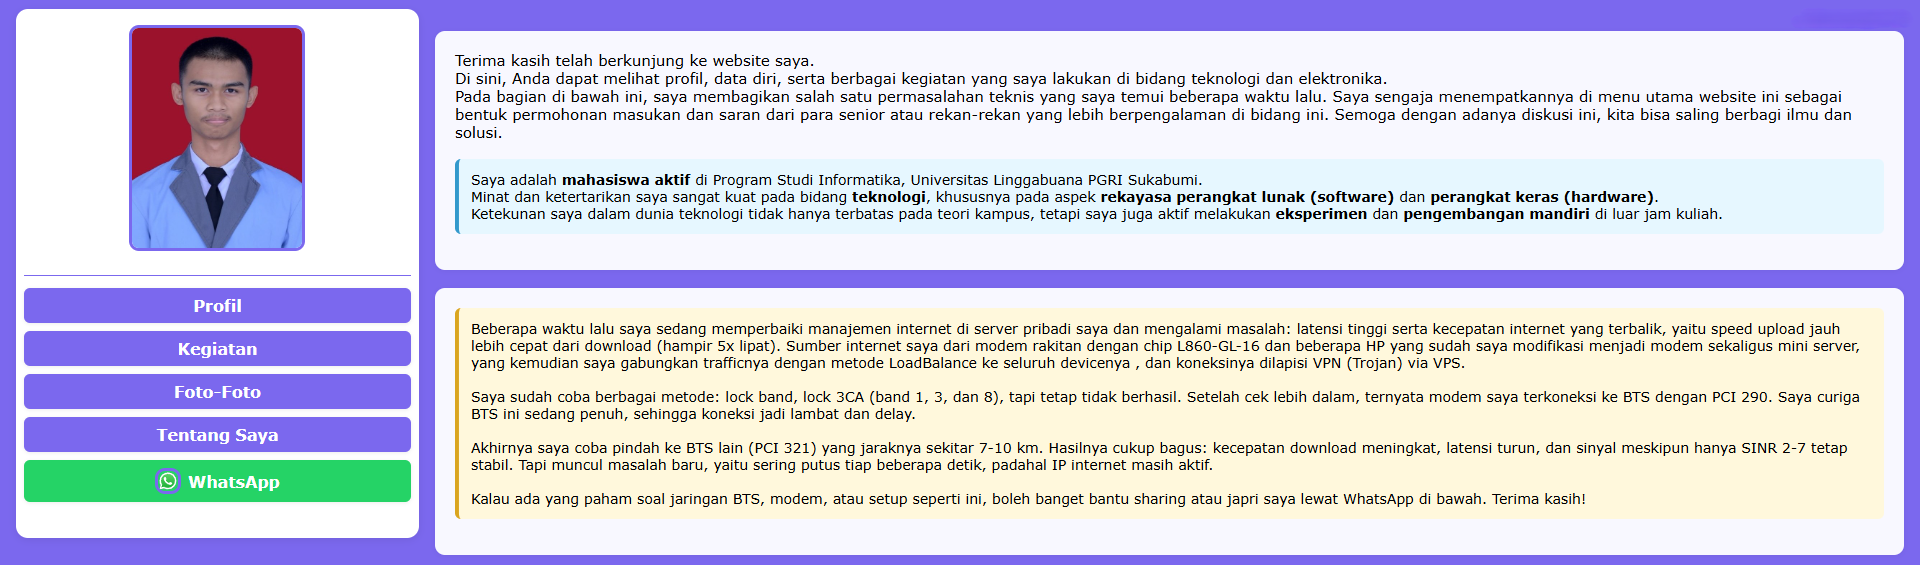 Profil
Kegiatan
Foto-Foto
Tentang Saya
WhatsApp
Terima kasih telah berkunjung ke website saya.
Di sini, Anda dapat melihat profil, data diri, serta berbagai kegiatan yang saya lakukan di bidang teknologi dan elektronika.
Pada bagian di bawah ini, saya membagikan salah satu permasalahan teknis yang saya temui beberapa waktu lalu. Saya sengaja menempatkannya di menu utama website ini sebagai
bentuk permohonan masukan dan saran dari para senior atau rekan-rekan yang lebih berpengalaman di bidang ini. Semoga dengan adanya diskusi ini, kita bisa saling berbagi ilmu dan
solusi.
Saya adalah mahasiswa aktif di Program Studi Informatika, Universitas Linggabuana PGRI Sukabumi.
Minat dan ketertarikan saya sangat kuat pada bidang teknologi, khususnya pada aspek rekayasa perangkat lunak (software) dan perangkat keras (hardware).
Ketekunan saya dalam dunia teknologi tidak hanya terbatas pada teori kampus, tetapi saya juga aktif melakukan eksperimen dan pengembangan mandiri di luar jam kuliah.
Beberapa waktu lalu saya sedang memperbaiki manajemen internet di server pribadi saya dan mengalami masalah: latensi tinggi serta kecepatan internet yang terbalik, yaitu speed upload jauh
lebih cepat dari download (hampir 5x lipat). Sumber internet saya dari modem rakitan dengan chip L860-GL-16 dan beberapa HP yang sudah saya modifikasi menjadi modem sekaligus mini server,
yang kemudian saya gabungkan trafficnya dengan metode LoadBalance ke seluruh devicenya , dan koneksinya dilapisi VPN (Trojan) via VPS.
Saya sudah coba berbagai metode: lock band, lock 3CA (band 1, 3, dan 8), tapi tetap tidak berhasil. Setelah cek lebih dalam, ternyata modem saya terkoneksi ke BTS dengan PCI 290. Saya curiga
BTS ini sedang penuh, sehingga koneksi jadi lambat dan delay.
Akhirnya saya coba pindah ke BTS lain (PCI 321) yang jaraknya sekitar 7-10 km. Hasilnya cukup bagus: kecepatan download meningkat, latensi turun, dan sinyal meskipun hanya SINR 2-7 tetap
stabil. Tapi muncul masalah baru, yaitu sering putus tiap beberapa detik, padahal IP internet masih aktif.
Kalau ada yang paham soal jaringan BTS, modem, atau setup seperti ini, boleh banget bantu sharing atau japri saya lewat WhatsApp di bawah. Terima kasih!